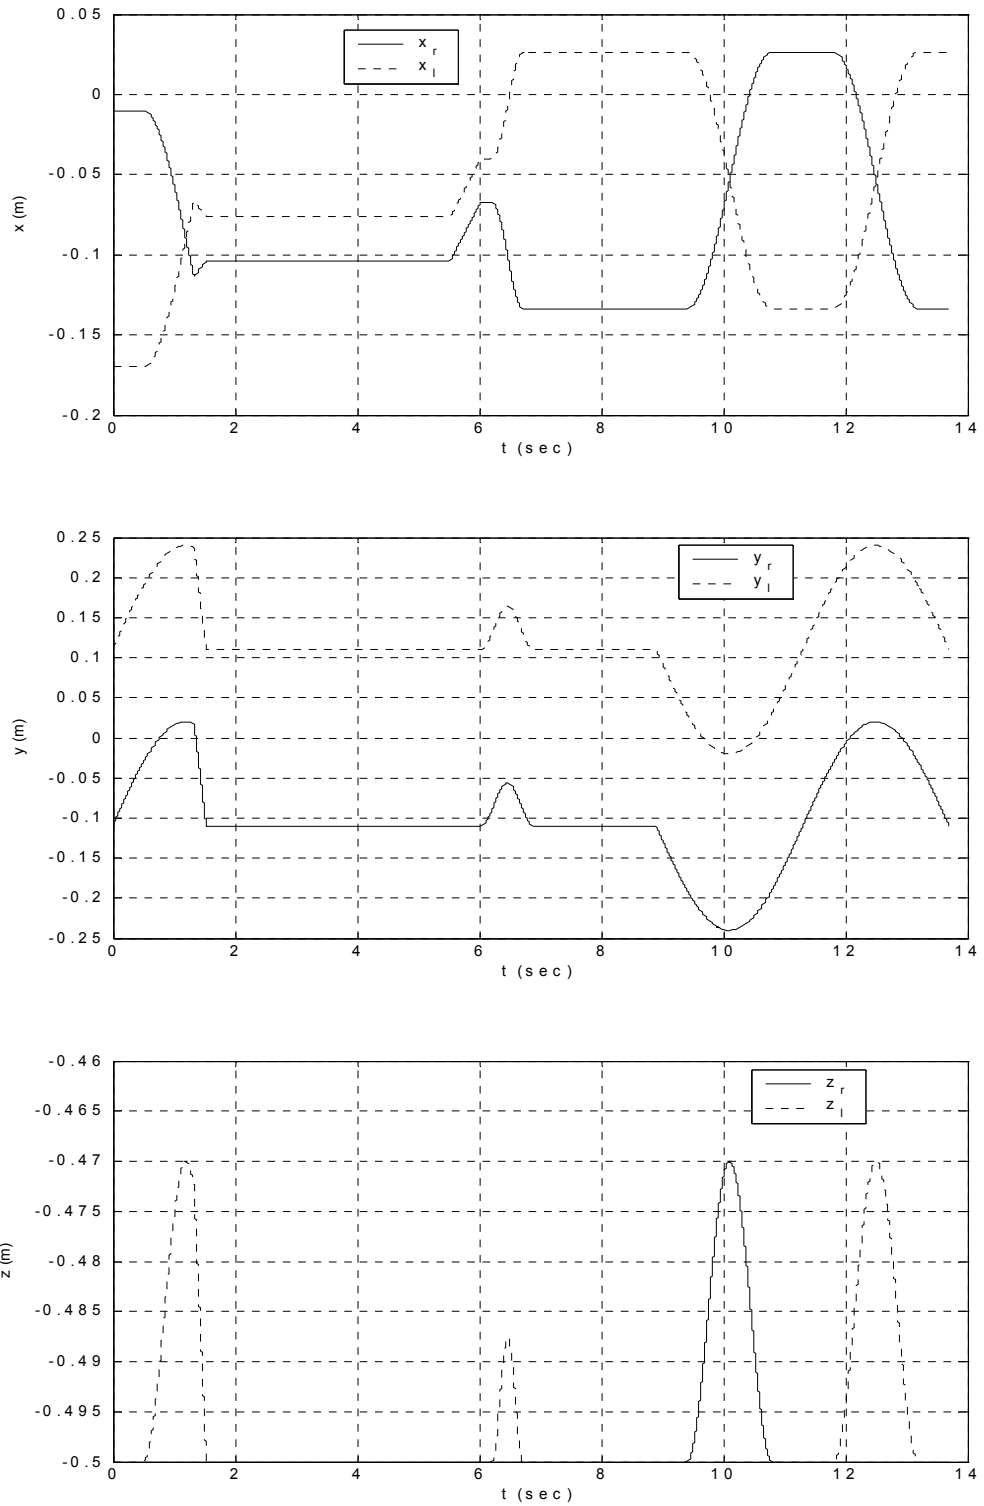 0.05
0
-0.05
-0.1
-0.15
-0.2
x (m)
x r
x l
0 2 4 6 8 10 12 14
t (sec)
0.25
0.2
0.15
0.1
0.05
0
-0.05
-0.1
-0.15
-0.2
-0.25
y (m)
y r
y l
0 2 4 6 8 10 12 14
t (sec)
-0.46
-0.465
-0.47
-0.475
-0.48
-0.485
-0.49
-0.495
-0.5
z (m)
z r
z l
0 2 4 6 8 10 12 14
t (sec)